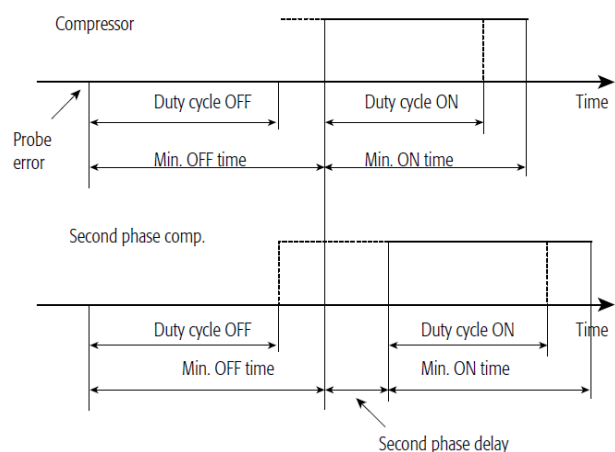 Compressor
Duty cycle OFF
Duty cycle ON
Time
Probe
error
Min. OFF time
Min. ON time
Second phase comp.
Duty cycle OFF
Duty cycle ON
Time
Min. OFF time
Min. ON time
Second phase delay